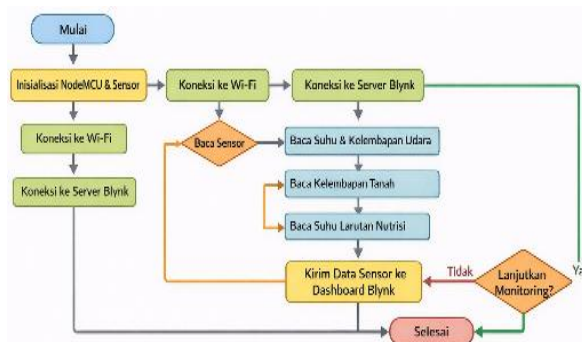 Mulai
Inisialisasi NodeMCU & Sensor
Koneksi ke Wi-Fi
Koneksi ke Server Blynk
Koneksi ke Wi-Fi
Baca Sensor
Baca Suhu & Kelembapan Udara
Koneksi ke Server Blynk
Baca Kelembapan Tanah
Baca Suhu Larutan Nutrisi
Kirim Data Sensor ke
Dashboard Blynk
Tidak
Lanjutkan
Monitoring?
Ya
Selesai